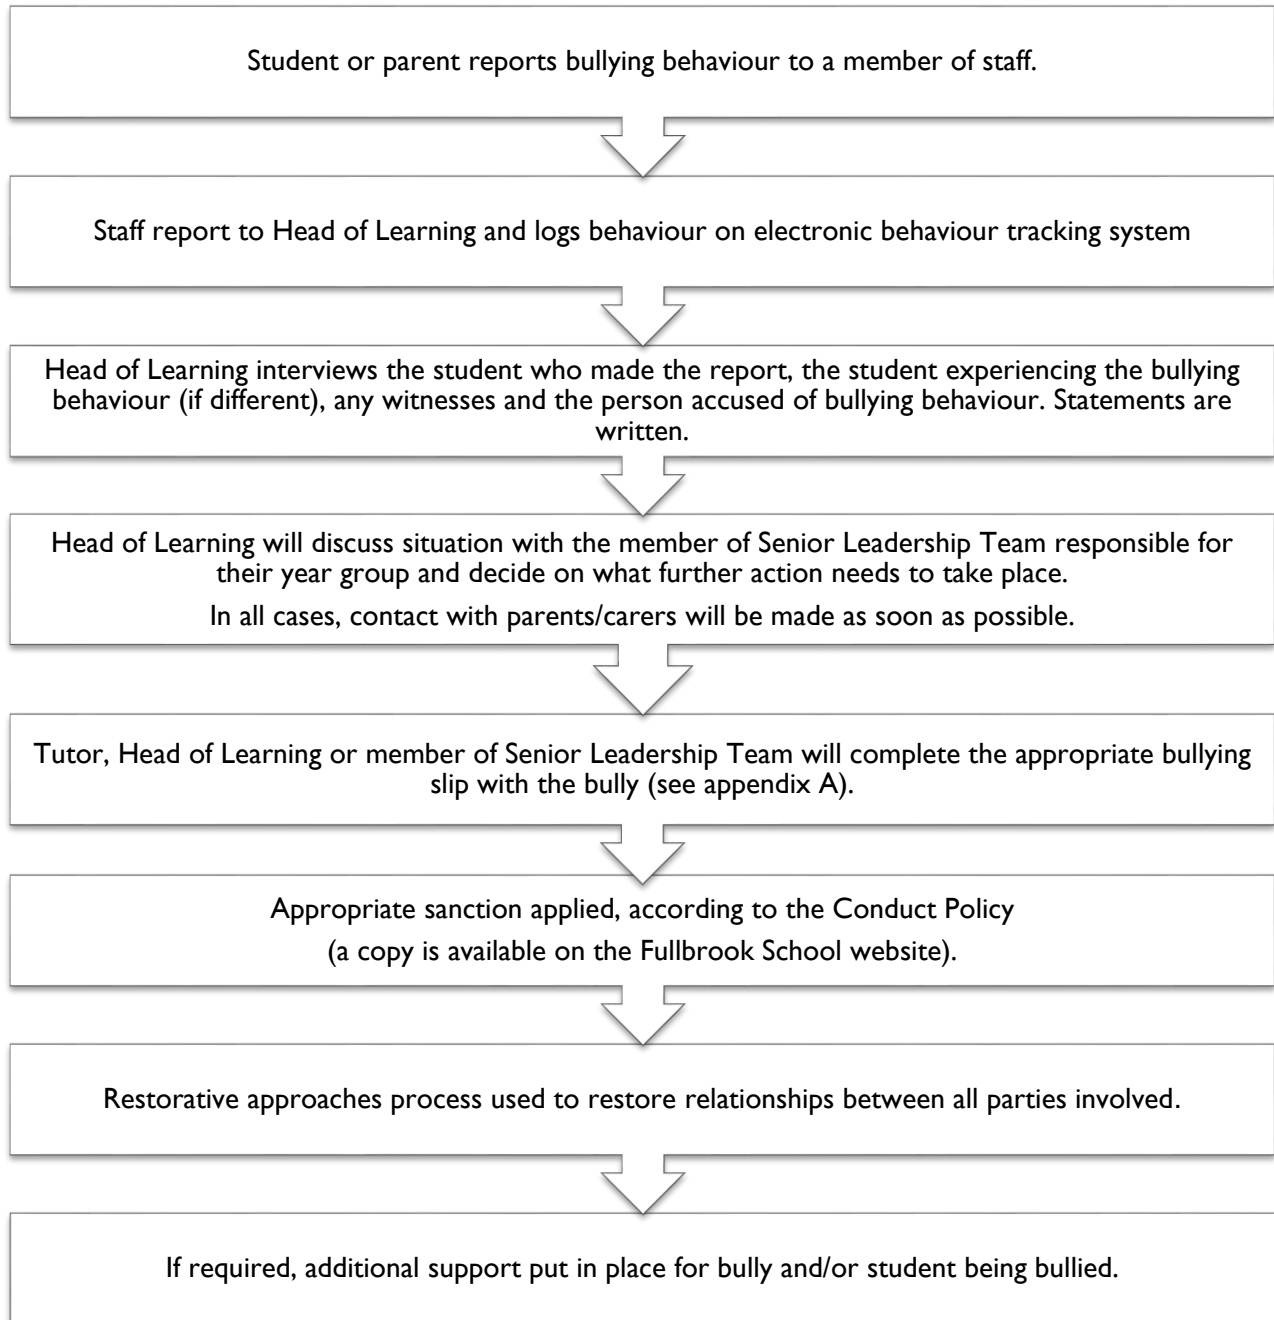 Student or parent reports bullying behaviour to a member of staff.
Staff report to Head of Learning and logs behaviour on electronic behaviour tracking system
Head of Learning interviews the student who made the report, the student experiencing the bullying
behaviour (if different), any witnesses and the person accused of bullying behaviour. Statements are
written.
Head of Learning will discuss situation with the member of Senior Leadership Team responsible for
their year group and decide on what further action needs to take place.
In all cases, contact with parents/carers will be made as soon as possible.
Tutor, Head of Learning or member of Senior Leadership Team will complete the appropriate bullying
slip with the bully (see appendix A).
Appropriate sanction applied, according to the Conduct Policy
(a copy is available on the Fullbrook School website).
Restorative approaches process used to restore relationships between all parties involved.
If required, additional support put in place for bully and/or student being bullied.